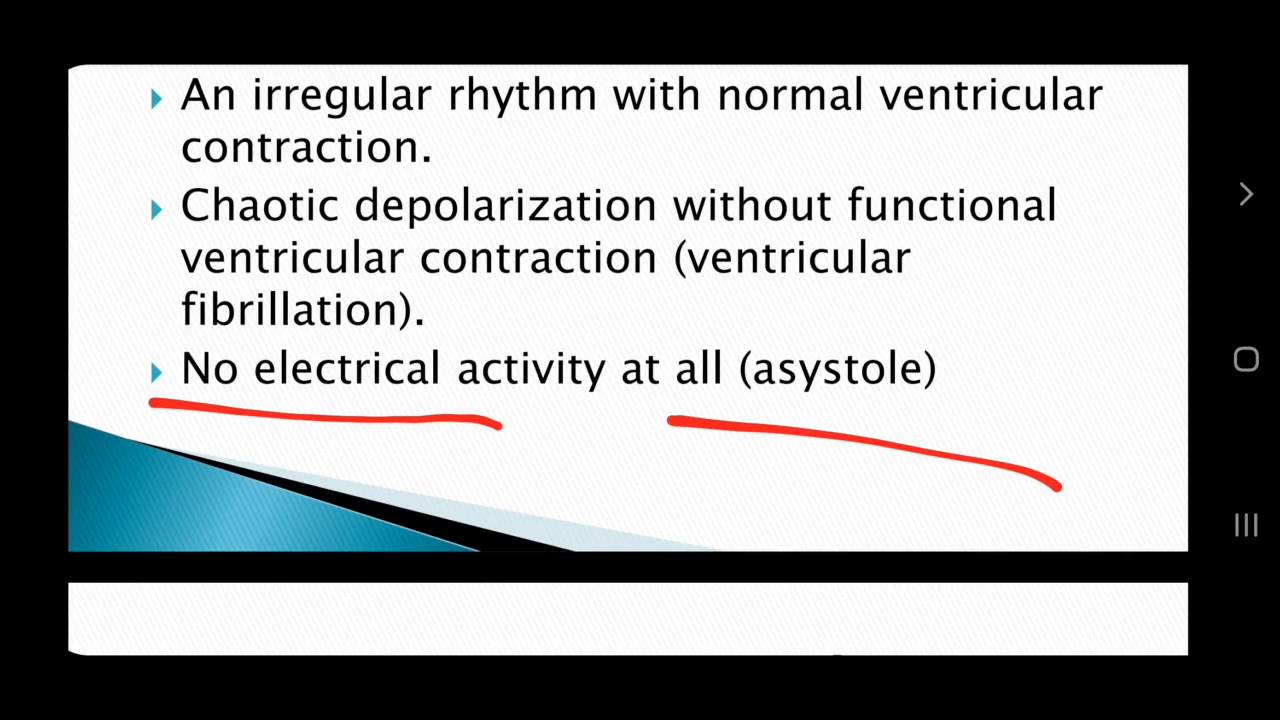 An irregular rhythm with normal ventricular
contraction.
Chaotic depolarization without functional
ventricular contraction (ventricular
fibrillation).
No electrical activity at all (asystole)